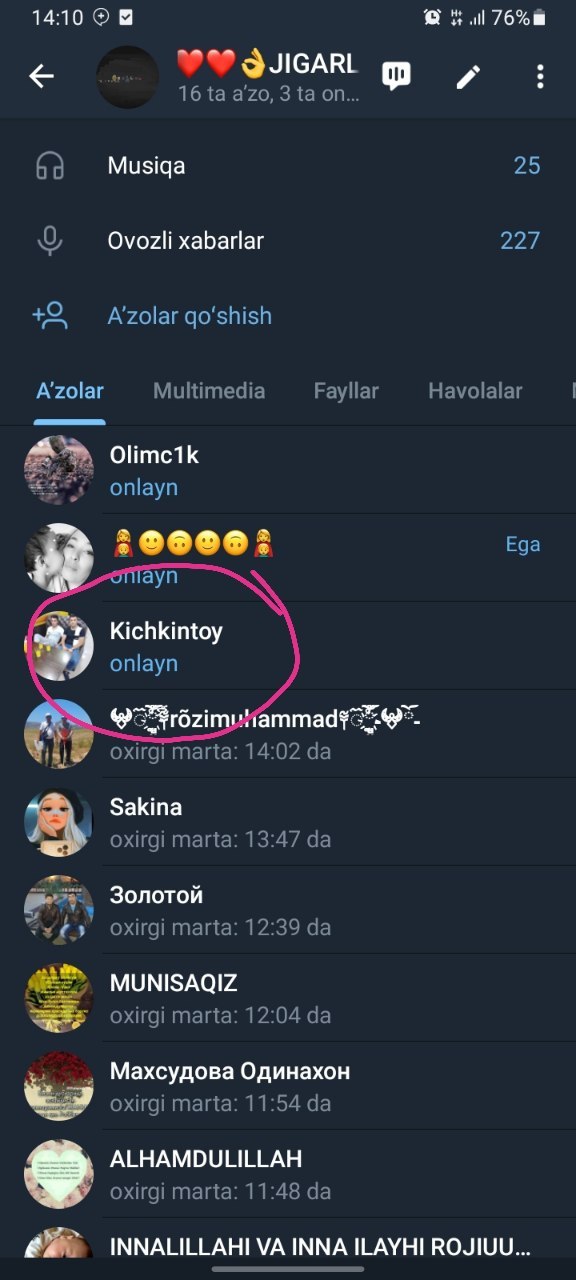 14:10
76%
❤️❤️👌JIGARL
16 ta a’zo, 3 ta on...
Musiqa 25
Ovozli xabarlar 227
A’zolar qo‘shish
A’zolar Multimedia Fayllar Havolalar
Olimc1k
onlayn
👩‍👧🙂🙃🙂🙃👩‍👧 Ega
onlayn
Kichkintoy
onlayn
rõzimuhammad
oxirgi marta: 14:02 da
Sakina
oxirgi marta: 13:47 da
Золотой
oxirgi marta: 12:39 da
MUNISAQIZ
oxirgi marta: 12:04 da
Махсудова Одинахон
oxirgi marta: 11:54 da
ALHAMDULILLAH
oxirgi marta: 11:48 da
INNALILLAHI VA INNA ILAYHI ROJIUU...